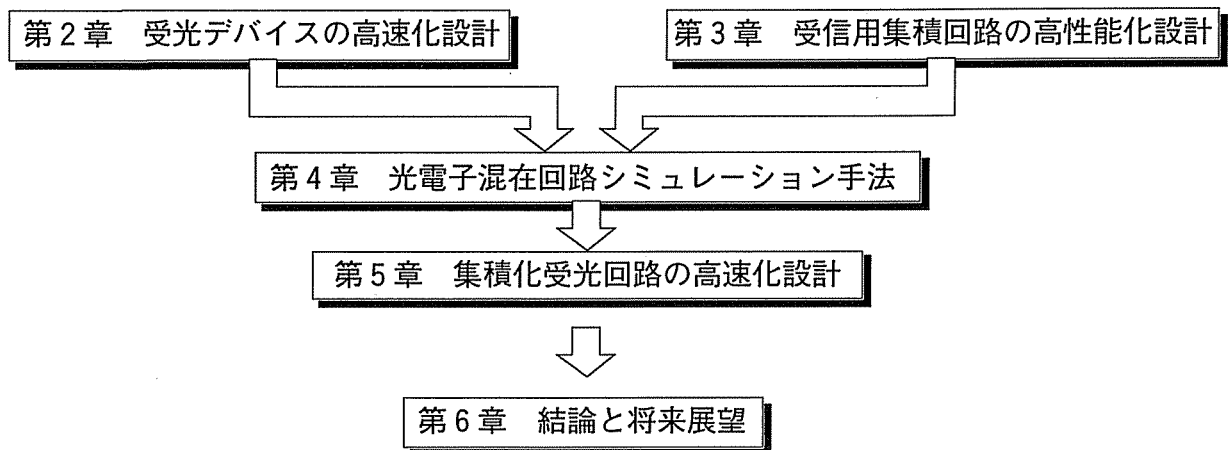 第2章 受光デバイスの高速化設計
第3章 受信用集積回路の高性能化設計
第4章 光電子混在回路シミュレーション手法
第5章 集積化受光回路の高速化設計
第6章 結論と将来展望